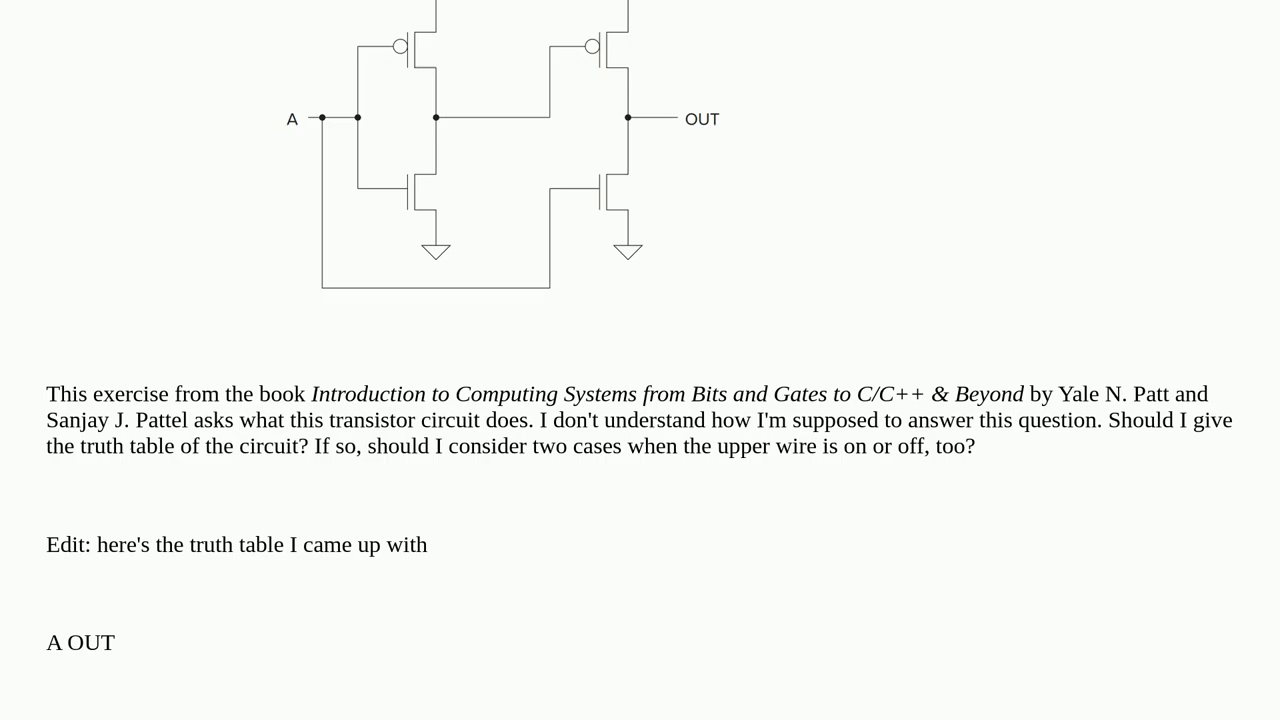 A
OUT
This exercise from the book Introduction to Computing Systems from Bits and Gates to C/C++ & Beyond by Yale N. Patt and
Sanjay J. Pattel asks what this transistor circuit does. I don't understand how I'm supposed to answer this question. Should I give
the truth table of the circuit? If so, should I consider two cases when the upper wire is on or off, too?
Edit: here's the truth table I came up with
A OUT